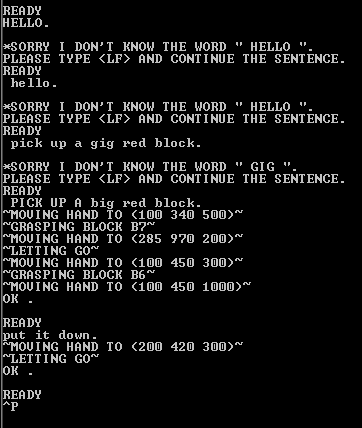 READY
HELLO.
*SORRY I DON'T KNOW THE WORD " HELLO ".
PLEASE TYPE <LF> AND CONTINUE THE SENTENCE.
READY
hello.
*SORRY I DON'T KNOW THE WORD " HELLO ".
PLEASE TYPE <LF> AND CONTINUE THE SENTENCE.
READY
pick up a gig red block.
*SORRY I DON'T KNOW THE WORD " GIG ".
PLEASE TYPE <LF> AND CONTINUE THE SENTENCE.
READY
PICK UP A big red block.
~MOVING HAND TO <100 340 500>~
~GRASPING BLOCK B7~
~MOVING HAND TO <285 970 200>~
~LETTING GO~
~MOVING HAND TO <100 450 300>~
~GRASPING BLOCK B6~
~MOVING HAND TO <100 450 1000>~
OK .
READY
put it down.
~MOVING HAND TO <200 420 300>~
~LETTING GO~
OK .
READY
^P